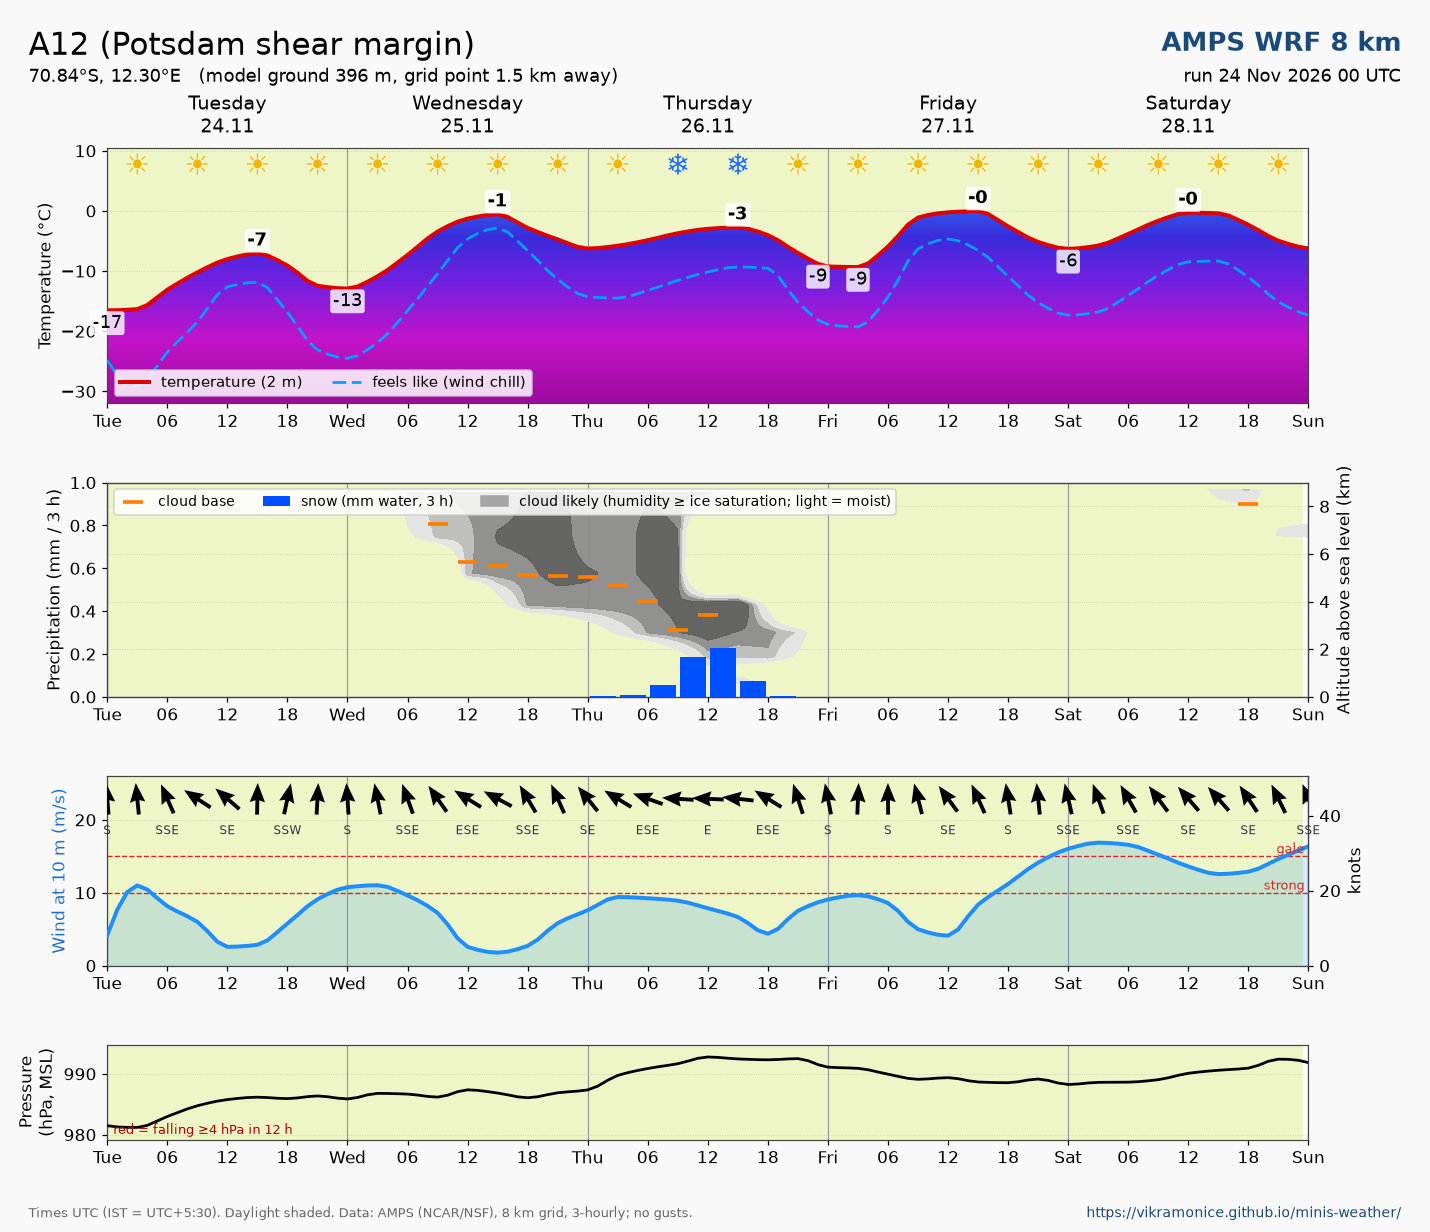 A12 (Potsdam shear margin)
AMPS WRF 8 km
70.84°S, 12.30°E (model ground 396 m, grid point 1.5 km away)
run 24 Nov 2026 00 UTC
Tuesday Wednesday Thursday Friday Saturday
24.11 25.11 26.11 27.11 28.11
Temperature (°C)
10
0
−10
−20
−30
-17 -7 -13 -1 -3 -9 -9 -0 -6 -0
temperature (2 m) feels like (wind chill)
Tue 06 12 18 Wed 06 12 18 Thu 06 12 18 Fri 06 12 18 Sat 06 12 18 Sun
Precipitation (mm / 3 h)
1.0
0.8
0.6
0.4
0.2
0.0
cloud base snow (mm water, 3 h) cloud likely (humidity ≥ ice saturation; light = moist)
8
6
4
2
0
Altitude above sea level (km)
Tue 06 12 18 Wed 06 12 18 Thu 06 12 18 Fri 06 12 18 Sat 06 12 18 Sun
Wind at 10 m (m/s)
20
10
0
S SSE SE SSW S SSE ESE SSE SE ESE E ESE S S SE S SSE SSE SE SE SSE
gale
strong
40
20
0
knots
Tue 06 12 18 Wed 06 12 18 Thu 06 12 18 Fri 06 12 18 Sat 06 12 18 Sun
Pressure
(hPa, MSL)
990
980
red = falling ≥4 hPa in 12 h
Tue 06 12 18 Wed 06 12 18 Thu 06 12 18 Fri 06 12 18 Sat 06 12 18 Sun
Times UTC (IST = UTC+5:30). Daylight shaded. Data: AMPS (NCAR/NSF), 8 km grid, 3-hourly; no gusts.
https://vikramonice.github.io/minis-weather/